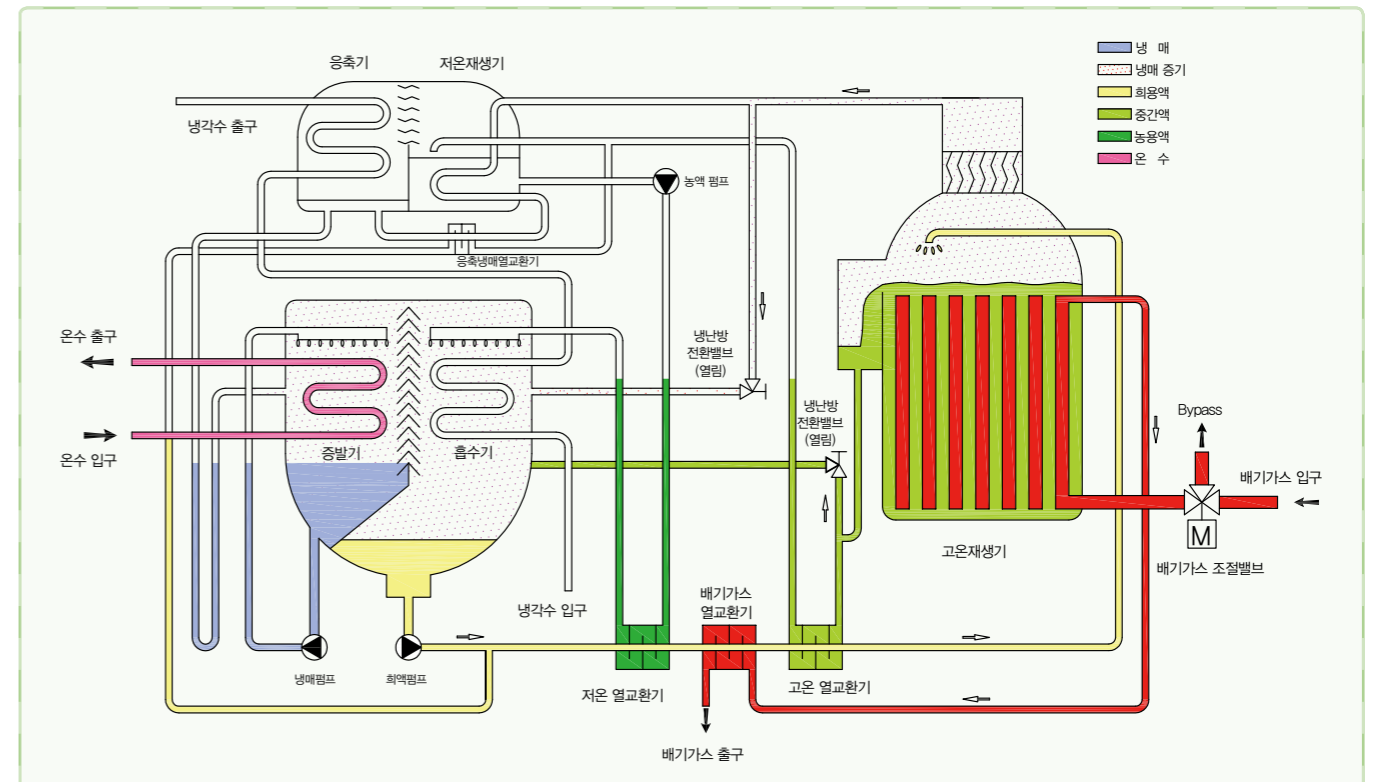 응축기
저온재생기
냉각수 출구
농액 펌프
응축냉매열교환기
냉 매
냉매 증기
희용액
중간액
농용액
온 수
온수 출구
온수 입구
증발기
흡수기
냉난방
전환밸브
(열림)
냉난방
전환밸브
(열림)
Bypass
배기가스 입구
M
배기가스 조절밸브
고온재생기
냉각수 입구
배기가스
열교환기
냉매펌프
희액펌프
저온 열교환기
고온 열교환기
배기가스 출구